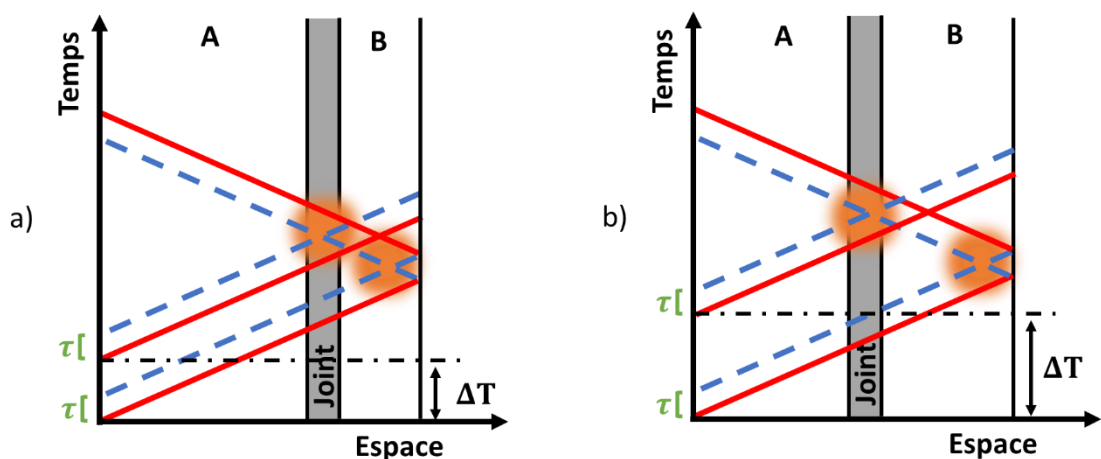 a)
Temps
A
B
Joint
τ[
τ[
ΔT
Espace
b)
Temps
A
B
Joint
τ[
τ[
ΔT
Espace